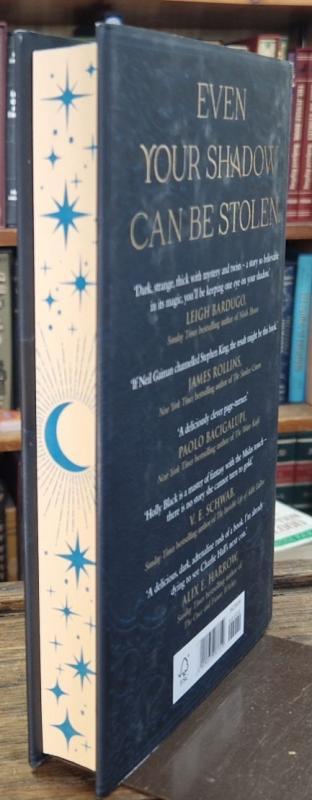 EVEN
YOUR SHADOW
CAN BE STOLEN.
'Dark, strange, thick with mystery and twists – a story so believable
in its magic, you'll be keeping one eye on your shadow.'
LEIGH BARDUGO,
Sunday Times bestselling author of Ninth House
'If Neil Gaiman channelled Stephen King, the result might be this book.'
JAMES ROLLINS,
New York Times bestselling author of The Starless Crown
'A deliciously clever page-turner.'
PAOLO BACIGALUPI,
New York Times bestselling author of The Water Knife
'Holly Black is a master of fantasy with the Midas touch –
there is no story she cannot turn to gold.'
V. E. SCHWAB,
Sunday Times bestselling author of The Invisible Life of Addie LaRue
'A delicious, dark, adrenaline rush of a book. I'm already
dying to see Charlie Hall's next con.'
ALIX E. HARROW,
Sunday Times bestselling author of
The Once and Future Witches
FSC